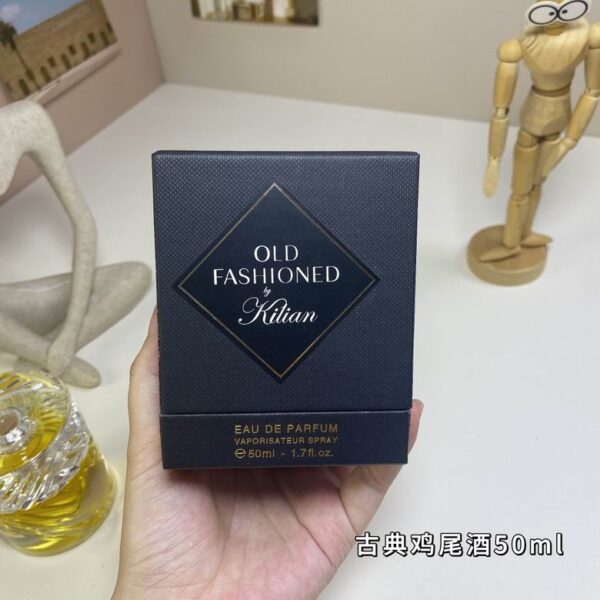 OLD
FASHIONED
by
Kilian
EAU DE PARFUM
VAPORISATEUR SPRAY
℮50ml - 1.7fl.oz.
古典鸡尾酒50ml